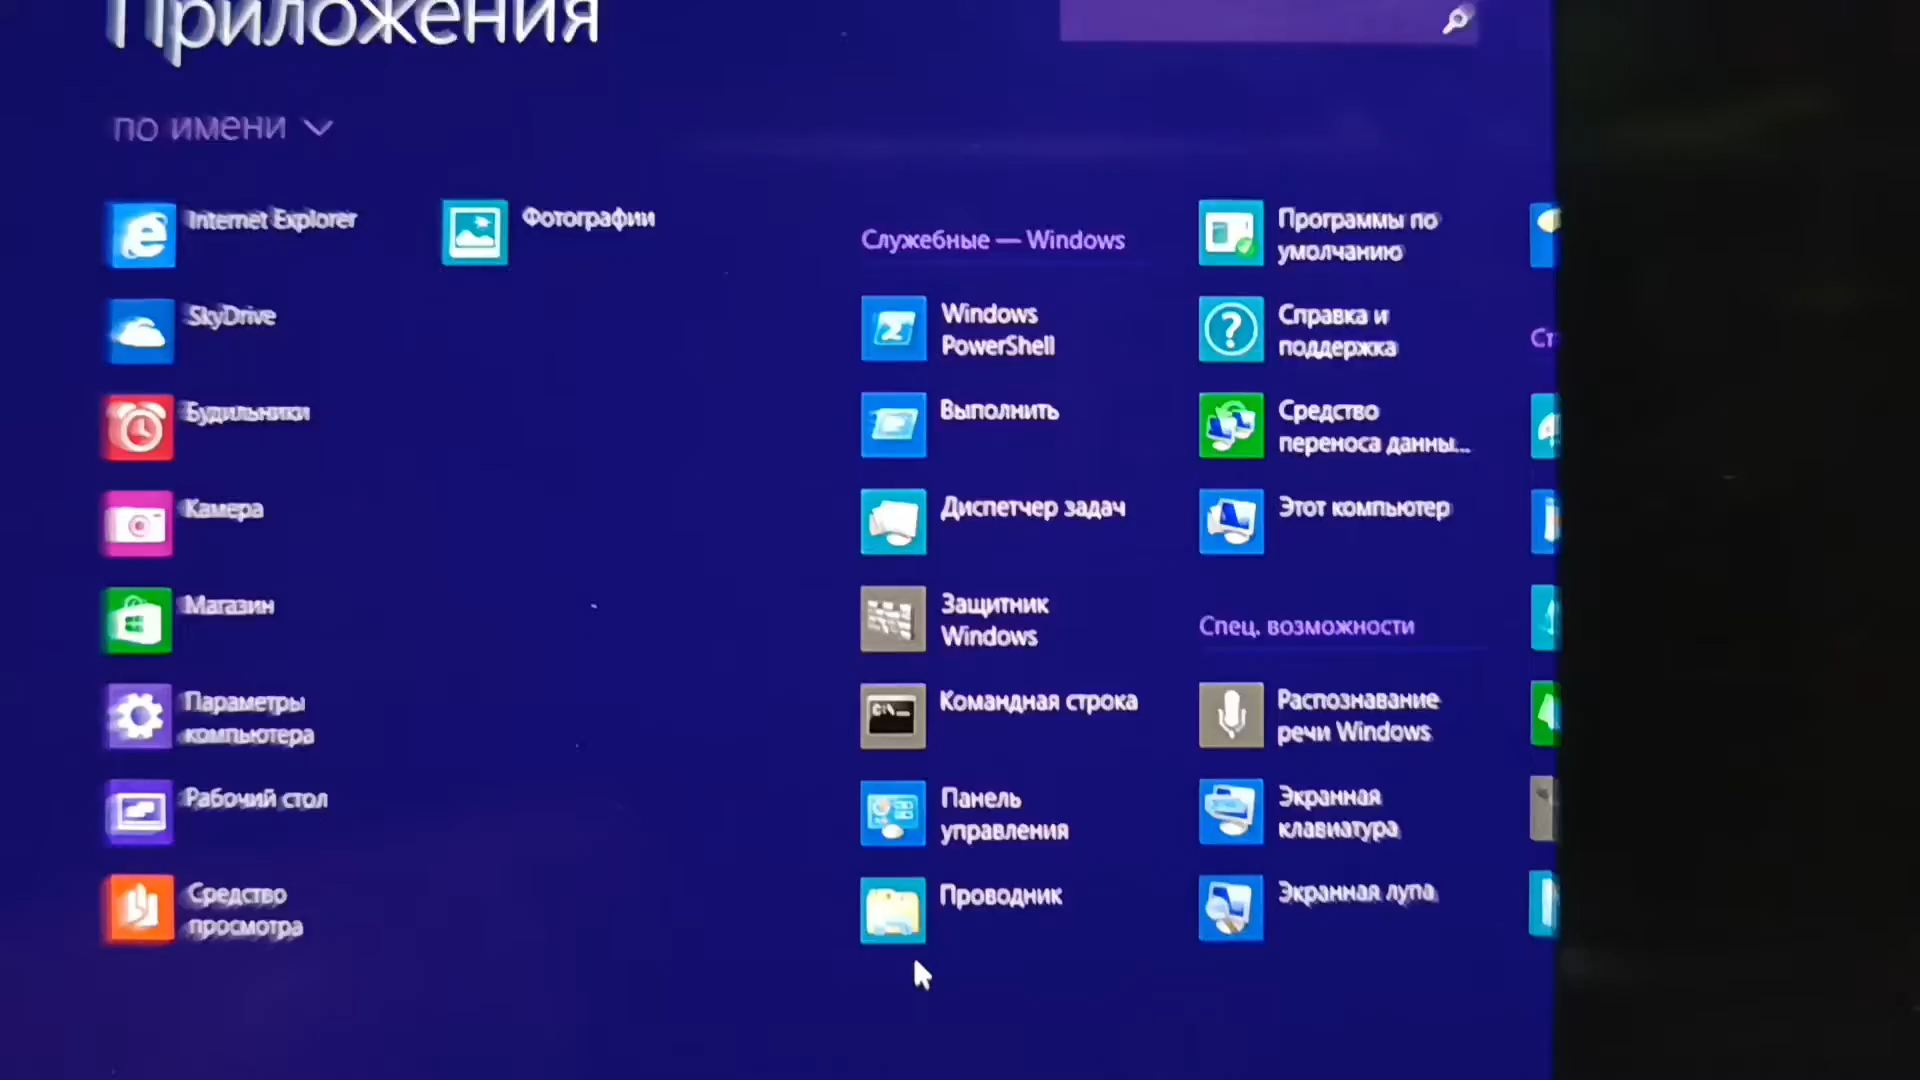 Приложения
по имени
Internet Explorer
SkyDrive
Будильники
Камера
Магазин
Параметры
компьютера
Рабочий стол
Средство
просмотра
Фотографии
Служебные — Windows
Windows
PowerShell
Выполнить
Диспетчер задач
Защитник
Windows
Командная строка
Панель
управления
Проводник
Программы по
умолчанию
Справка и
поддержка
Средство
переноса данны...
Этот компьютер
Спец. возможности
Распознавание
речи Windows
Экранная
клавиатура
Экранная лупа
Ст